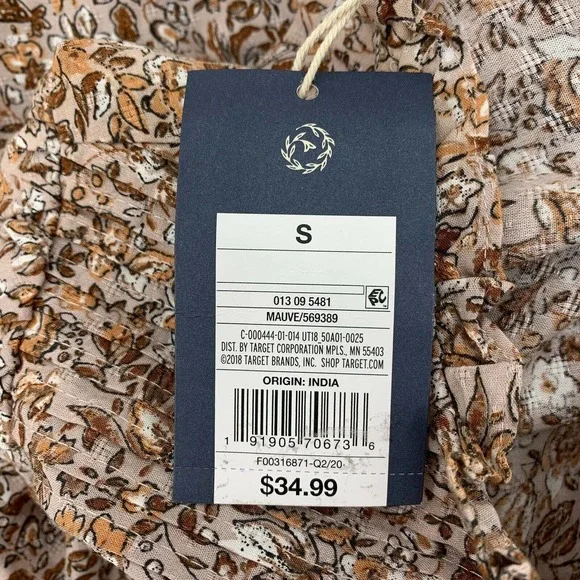 S
013 09 5481
MAUVE/569389
C-000444-01-014 UT18_50A01-0025
DIST. BY TARGET CORPORATION MPLS., MN 55403
©2018 TARGET BRANDS, INC. SHOP TARGET.COM
ORIGIN: INDIA
1 91905 70673 6
F00316871-Q2/20
$34.99